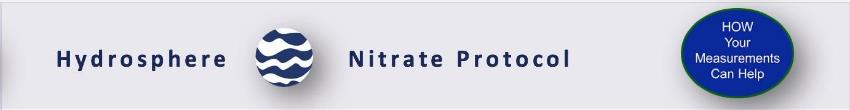 Hydrosphere Nitrate Protocol
HOW
Your
Measurements
Can Help